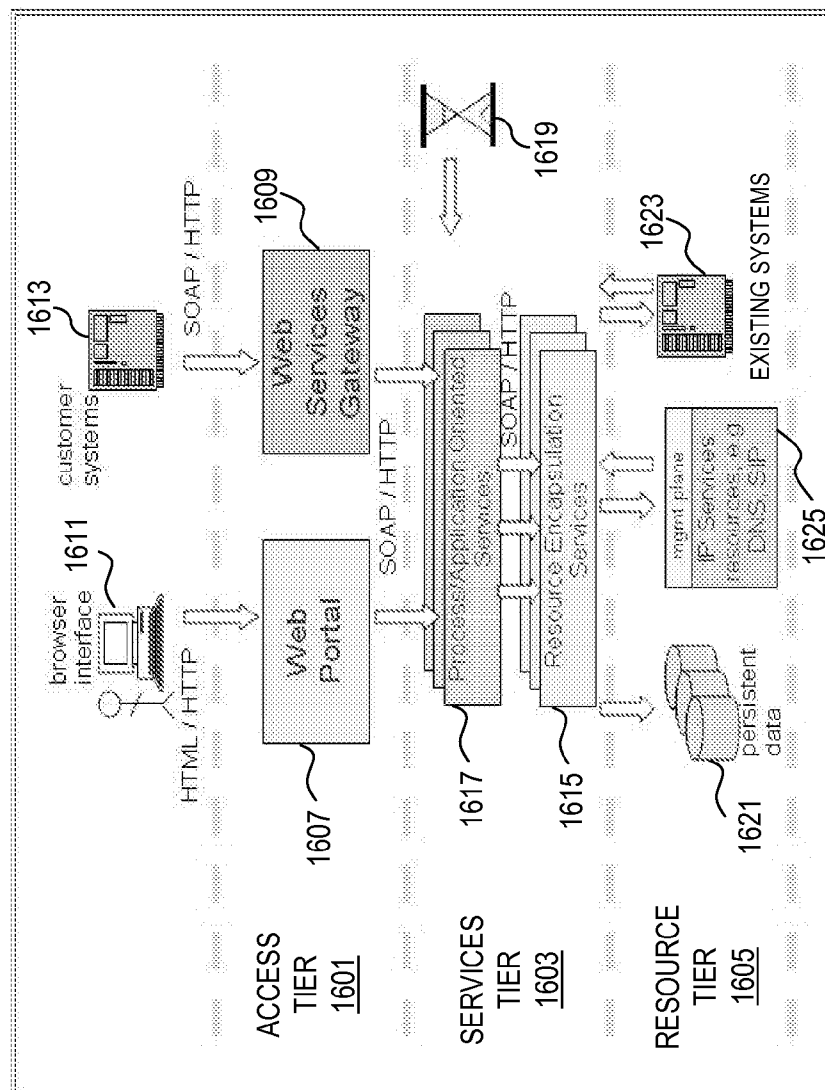 1611
browser
interface
HTML / HTTP
1613
customer
systems
SOAP / HTTP
ACCESS
TIER
1601
1607
Web
Portal
1609
Web
Services
Gateway
SOAP / HTTP
SERVICES
TIER
1603
1617
Process/Application Oriented
Services
SOAP / HTTP
1615
Resource Encapsulation
Services
1619
RESOURCE
TIER
1605
1621
persistent
data
mgmt plane
IP Services
resources, e.g
DNS, SIP
1625
1623
EXISTING SYSTEMS